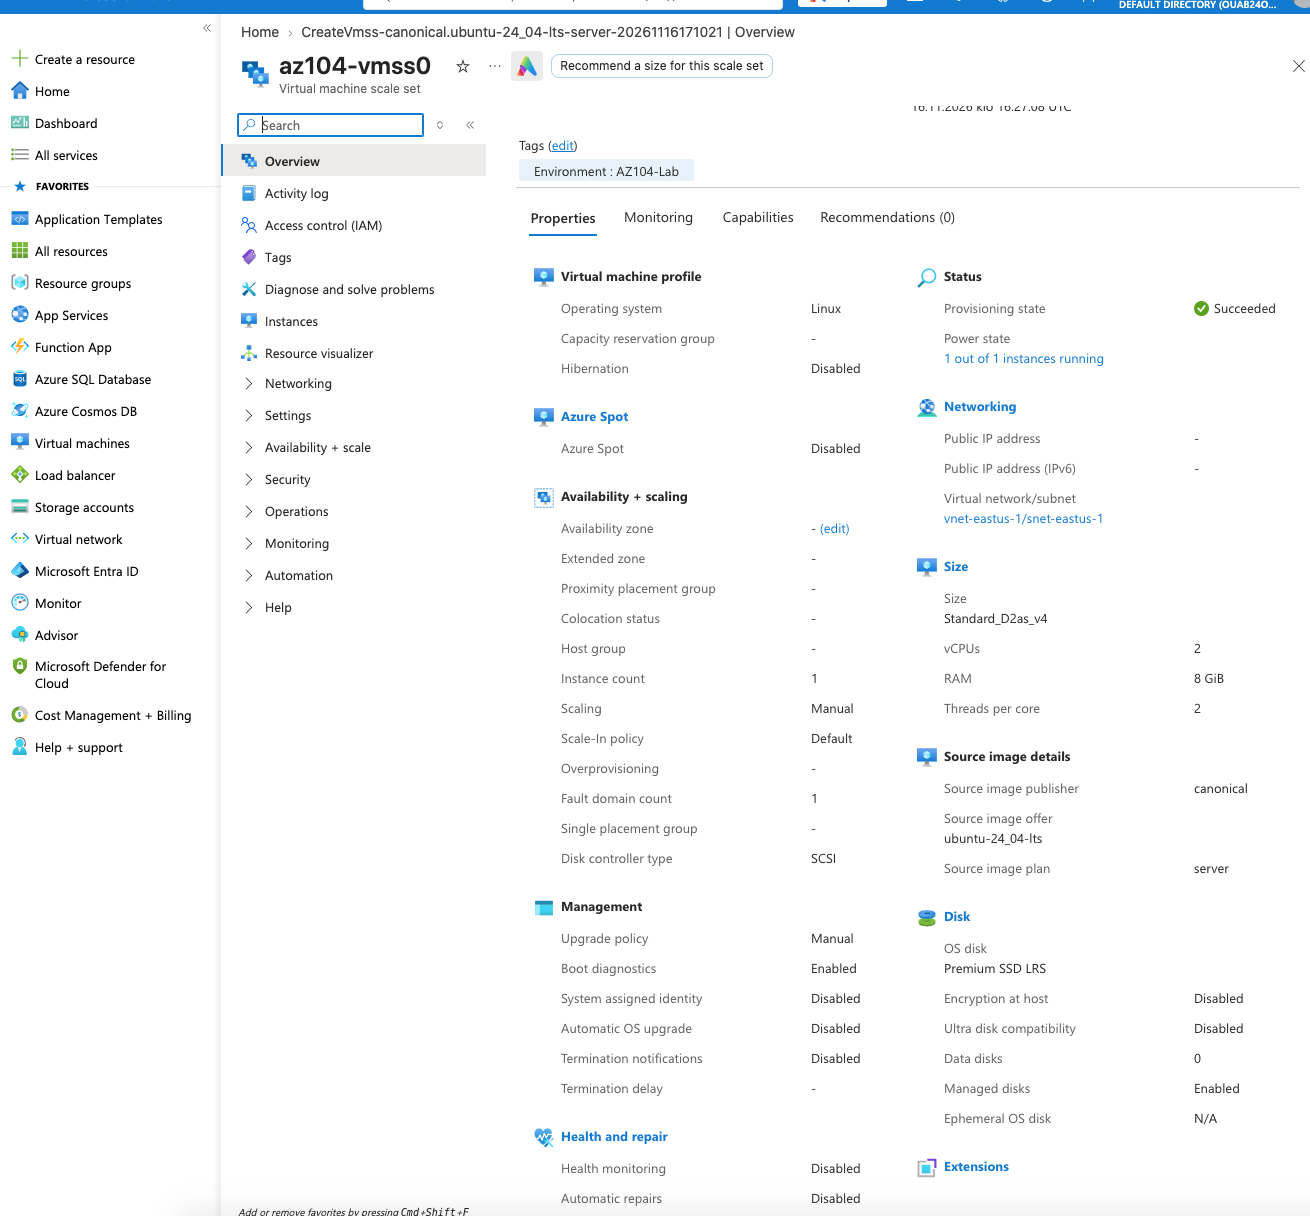 DEFAULT DIRECTORY (OUAB24O...
Create a resource
Home
Dashboard
All services
FAVORITES
Application Templates
All resources
Resource groups
App Services
Function App
Azure SQL Database
Azure Cosmos DB
Virtual machines
Load balancer
Storage accounts
Virtual network
Microsoft Entra ID
Monitor
Advisor
Microsoft Defender for
Cloud
Cost Management + Billing
Help + support
Home > CreateVmss-canonical.ubuntu-24_04-lts-server-20261116171021 | Overview
az104-vmss0
Virtual machine scale set
Recommend a size for this scale set
Search
Overview
Activity log
Access control (IAM)
Tags
Diagnose and solve problems
Instances
Resource visualizer
Networking
Settings
Availability + scale
Security
Operations
Monitoring
Automation
Help
Add or remove favorites by pressing Cmd+Shift+F
16.11.2026 klo 16.27.08 UTC
Tags (edit)
Environment : AZ104-Lab
Properties Monitoring Capabilities Recommendations (0)
Virtual machine profile
Operating system Linux
Capacity reservation group -
Hibernation Disabled
Azure Spot
Azure Spot Disabled
Availability + scaling
Availability zone - (edit)
Extended zone -
Proximity placement group -
Colocation status -
Host group -
Instance count 1
Scaling Manual
Scale-In policy Default
Overprovisioning -
Fault domain count 1
Single placement group -
Disk controller type SCSI
Management
Upgrade policy Manual
Boot diagnostics Enabled
System assigned identity Disabled
Automatic OS upgrade Disabled
Termination notifications Disabled
Termination delay -
Health and repair
Health monitoring Disabled
Automatic repairs Disabled
Status
Provisioning state Succeeded
Power state
1 out of 1 instances running
Networking
Public IP address -
Public IP address (IPv6) -
Virtual network/subnet
vnet-eastus-1/snet-eastus-1
Size
Size
Standard_D2as_v4
vCPUs 2
RAM 8 GiB
Threads per core 2
Source image details
Source image publisher canonical
Source image offer
ubuntu-24_04-lts
Source image plan server
Disk
OS disk
Premium SSD LRS
Encryption at host Disabled
Ultra disk compatibility Disabled
Data disks 0
Managed disks Enabled
Ephemeral OS disk N/A
Extensions